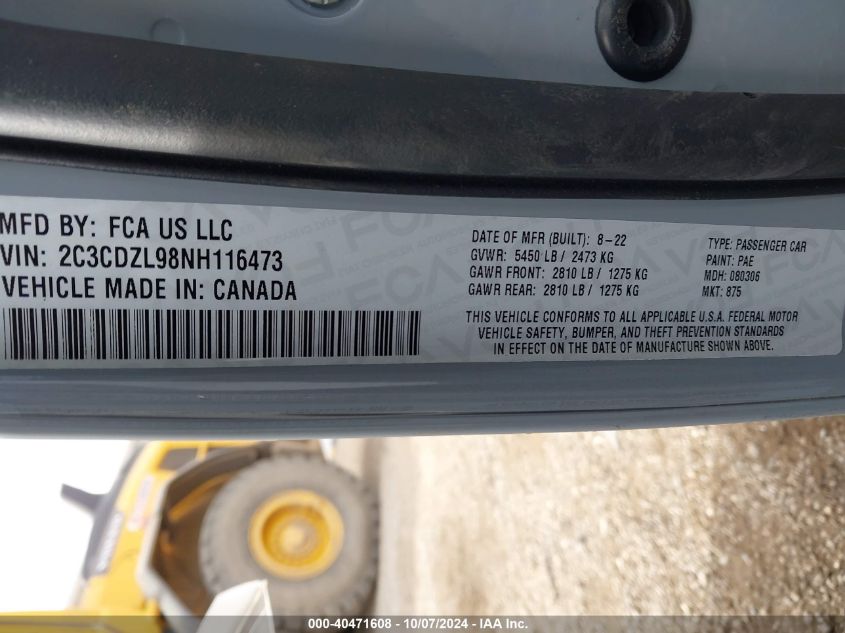 MFD BY: FCA US LLC
VIN: 2C3CDZL98NH116473
VEHICLE MADE IN: CANADA
DATE OF MFR (BUILT): 8-22
GVWR: 5450 LB / 2473 KG
GAWR FRONT: 2810 LB / 1275 KG
GAWR REAR: 2810 LB / 1275 KG
TYPE: PASSENGER CAR
PAINT: PAE
MDH: 080306
MKT: 875
THIS VEHICLE CONFORMS TO ALL APPLICABLE U.S.A. FEDERAL MOTOR
VEHICLE SAFETY, BUMPER, AND THEFT PREVENTION STANDARDS
IN EFFECT ON THE DATE OF MANUFACTURE SHOWN ABOVE.
000-40471608 - 10/07/2024 - IAA Inc.